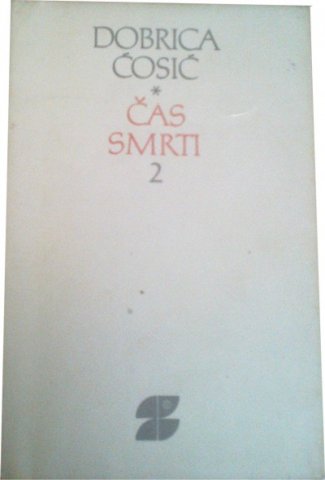 DOBRICA
ĆOSIĆ
*
ČAS
SMRTI
2